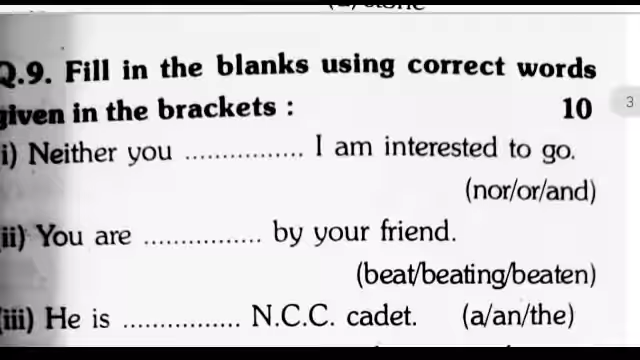 Q.9. Fill in the blanks using correct words
given in the brackets : 10
3
i) Neither you ................ I am interested to go.
(nor/or/and)
ii) You are ................ by your friend.
(beat/beating/beaten)
(iii) He is ................ N.C.C. cadet. (a/an/the)